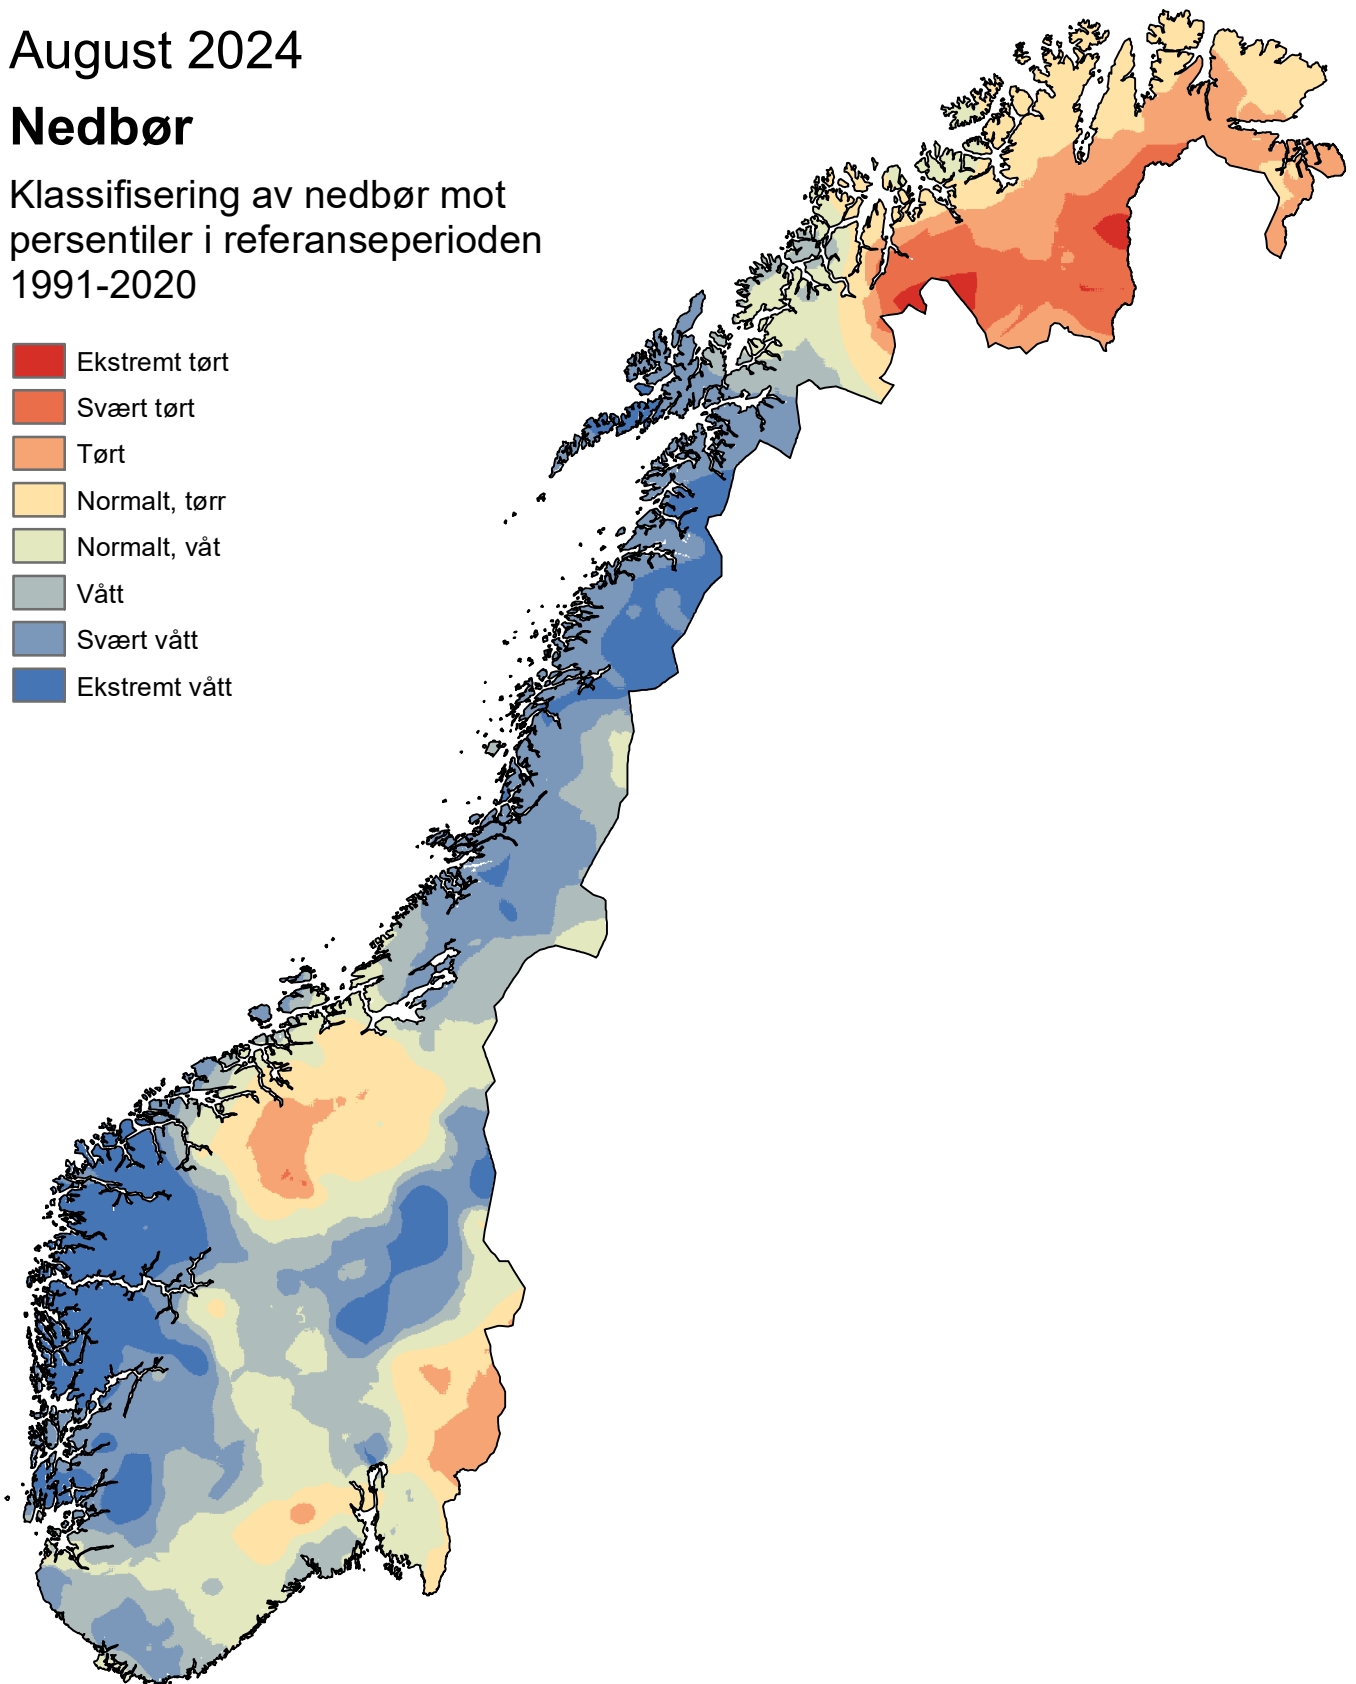 August 2024
Nedbør
Klassifisering av nedbør mot
persentiler i referanseperioden
1991-2020
Ekstremt tørt
Svært tørt
Tørt
Normalt, tørr
Normalt, våt
Vått
Svært vått
Ekstremt vått